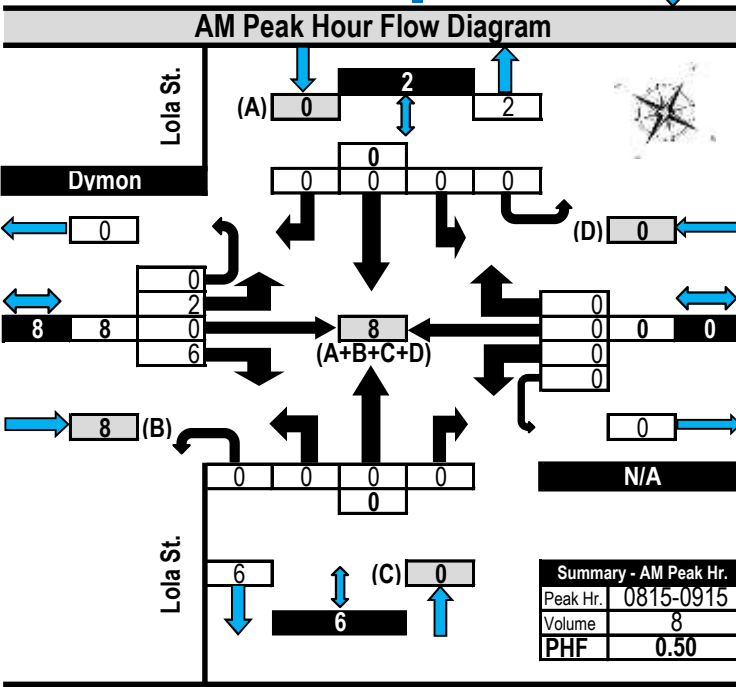 AM Peak Hour Flow Diagram
Lola St.
2
(A) 0 2
0
Dymon 0 0 0 0
0 (D) 0
0
2 0
8 8 0 8 0 0 0
6 (A+B+C+D) 0
0
8 (B) 0
0 0 0 0 N/A
0
Lola St.
6 (C) 0 Summary - AM Peak Hr.
Peak Hr. 0815-0915
6 Volume 8
PHF 0.50